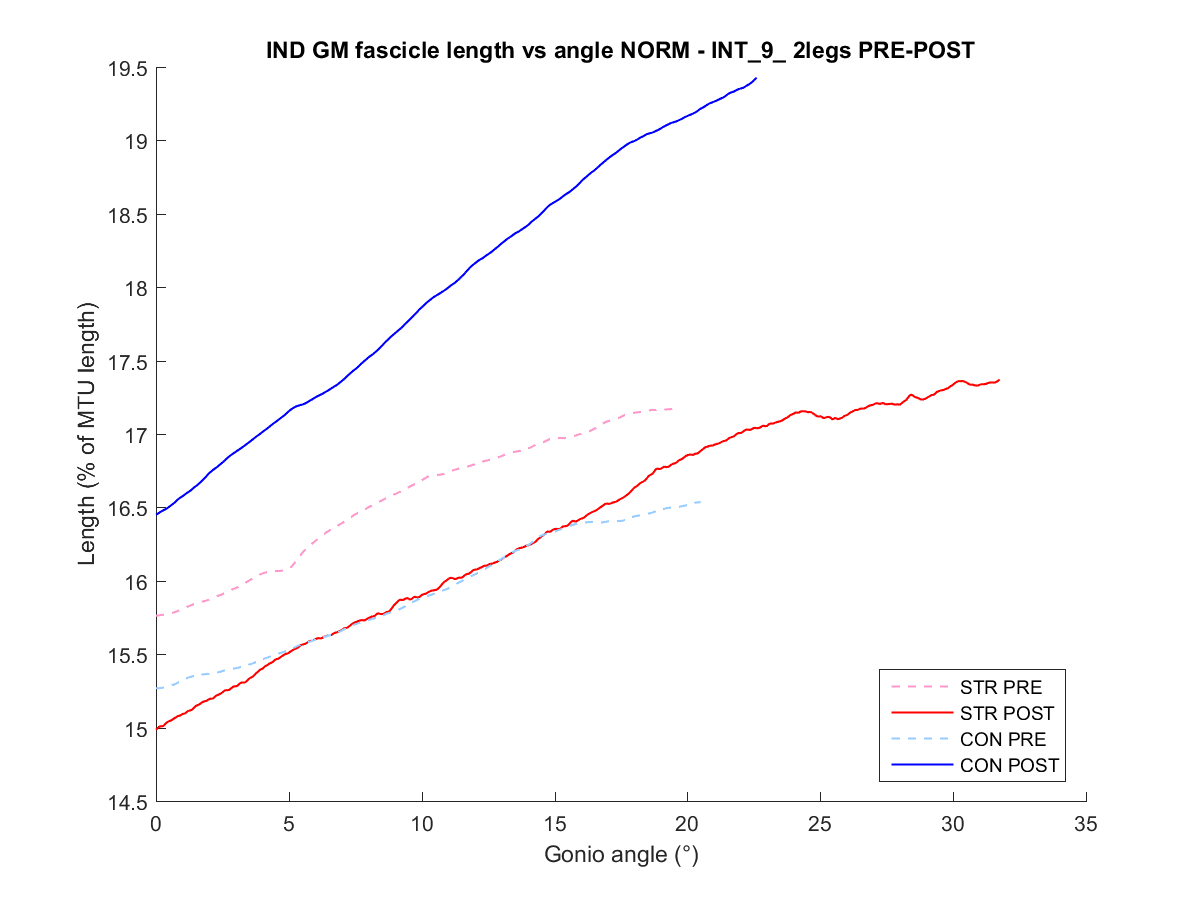 IND GM fascicle length vs angle NORM - INT_9_ 2legs PRE-POST
Length (% of MTU length)
19.5
19
18.5
18
17.5
17
16.5
16
15.5
15
14.5
0
5
10
15
20
25
30
35
Gonio angle (°)
STR PRE
STR POST
CON PRE
CON POST